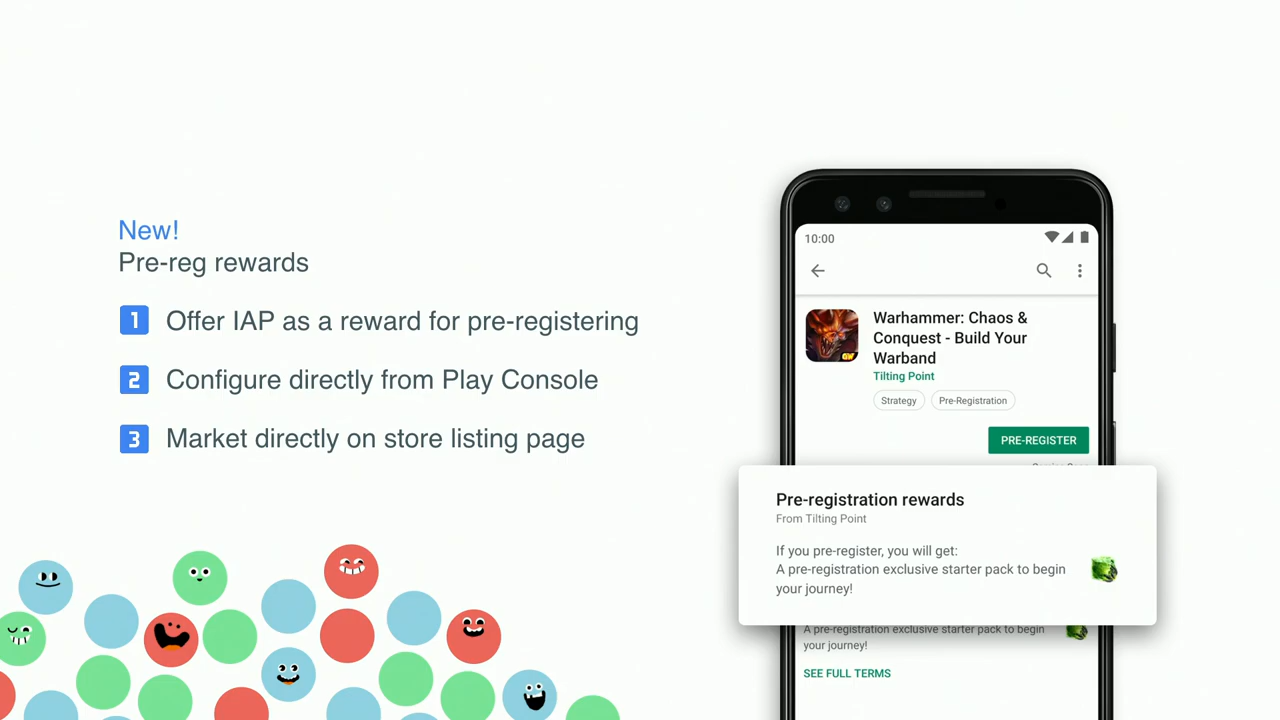 New!
Pre-reg rewards
1 Offer IAP as a reward for pre-registering
2 Configure directly from Play Console
3 Market directly on store listing page
10:00
Warhammer: Chaos &
Conquest - Build Your
Warband
Tilting Point
Strategy Pre-Registration
PRE-REGISTER
Pre-registration rewards
From Tilting Point
If you pre-register, you will get:
A pre-registration exclusive starter pack to begin
your journey!
A pre-registration exclusive starter pack to begin
your journey!
SEE FULL TERMS